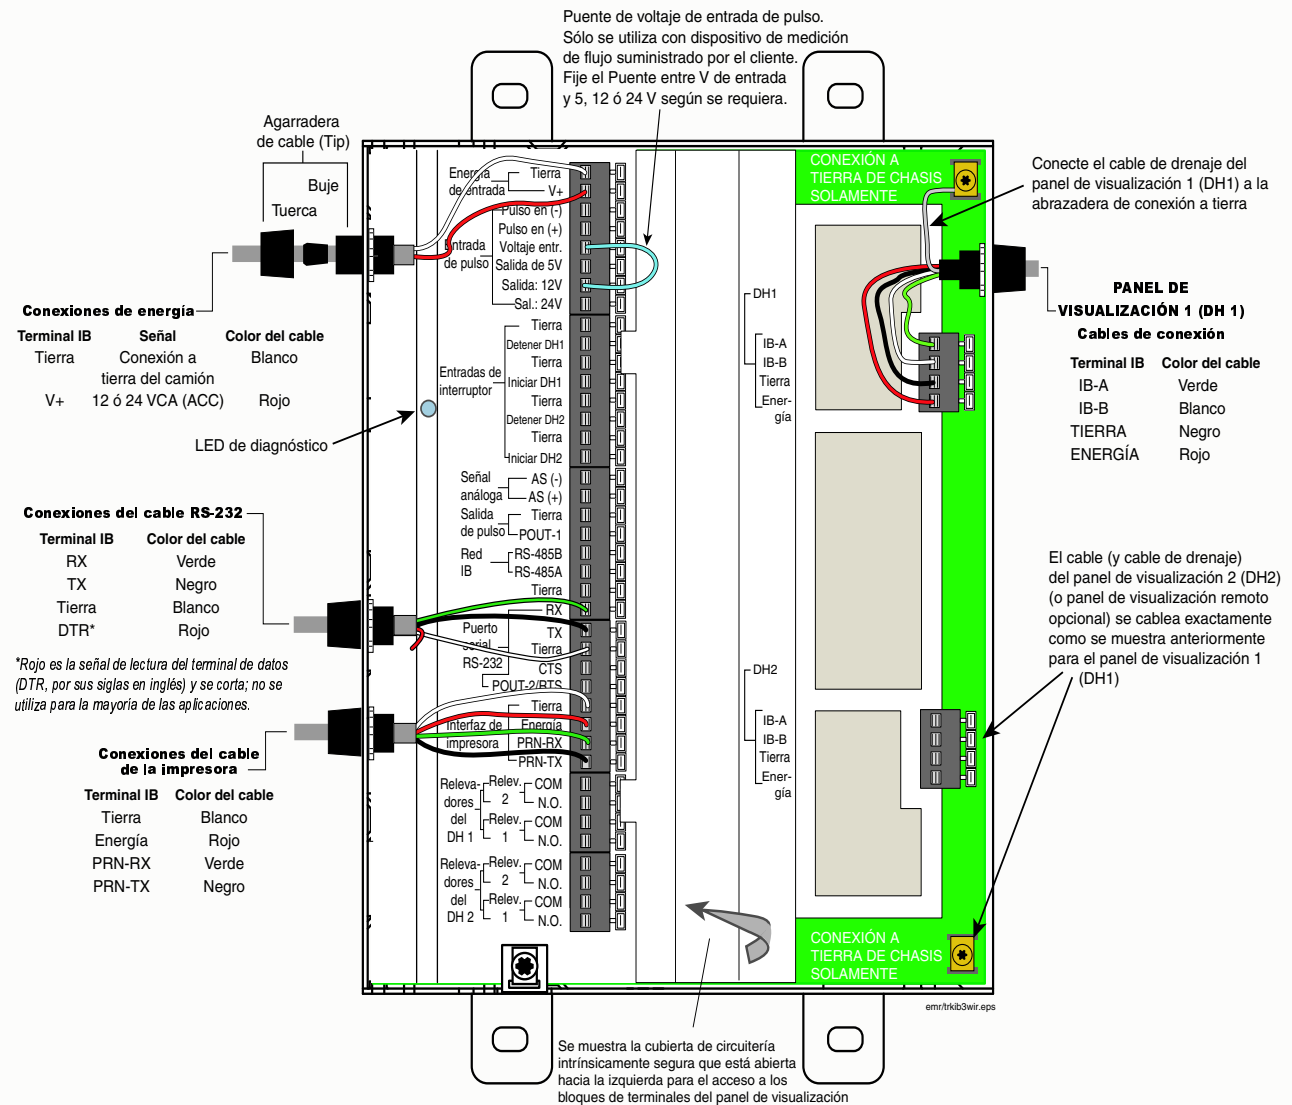 Puente de voltaje de entrada de pulso.
Sólo se utiliza con dispositivo de medición
de flujo suministrado por el cliente.
Fije el Puente entre V de entrada
y 5, 12 ó 24 V según se requiera.
Agarradera
de cable (Tip)
Buje
Tuerca
Conexiones de energía
Terminal IB Señal Color del cable
Tierra Conexión a tierra del camión Blanco
V+ 12 ó 24 VCA (ACC) Rojo
LED de diagnóstico
Conexiones del cable RS-232
Terminal IB Color del cable
RX Verde
TX Negro
Tierra Blanco
DTR* Rojo
*Rojo es la señal de lectura del terminal de datos
(DTR, por sus siglas en inglés) y se corta; no se
utiliza para la mayoría de las aplicaciones.
Conexiones del cable
de la impresora
Terminal IB Color del cable
Tierra Blanco
Energía Rojo
PRN-RX Verde
PRN-TX Negro
Energía
de entrada
Tierra
V+
Entrada
de pulso
Pulso en (-)
Pulso en (+)
Voltaje entr.
Salida de 5V
Salida: 12V
Sal.: 24V
Entradas de
interruptor
Tierra
Detener DH1
Tierra
Iniciar DH1
Tierra
Detener DH2
Tierra
Iniciar DH2
Señal
análoga
AS (-)
AS (+)
Salida
de pulso
Tierra
POUT-1
Red
IB
RS-485B
RS-485A
Tierra
Puerto
serial
RS-232
RX
TX
Tierra
CTS
POUT-2/RTS
Interfaz de
impresora
Tierra
Energía
PRN-RX
PRN-TX
Releva-
dores
del
DH 1
Relev.
2
COM
N.O.
Relev.
1
COM
N.O.
Releva-
dores
del
DH 2
Relev.
2
COM
N.O.
Relev.
1
COM
N.O.
CONEXIÓN A
TIERRA DE CHASIS
SOLAMENTE
DH1
IB-A
IB-B
Tierra
Ener-
gía
DH2
IB-A
IB-B
Tierra
Ener-
gía
CONEXIÓN A
TIERRA DE CHASIS
SOLAMENTE
Conecte el cable de drenaje del
panel de visualización 1 (DH1) a la
abrazadera de conexión a tierra
PANEL DE
VISUALIZACIÓN 1 (DH 1)
Cables de conexión
Terminal IB Color del cable
IB-A Verde
IB-B Blanco
TIERRA Negro
ENERGÍA Rojo
El cable (y cable de drenaje)
del panel de visualización 2 (DH2)
(o panel de visualización remoto
opcional) se cablea exactamente
como se muestra anteriormente
para el panel de visualización 1
(DH1)
emr/trkib3wir.eps
Se muestra la cubierta de circuitería
intrínsicamente segura que está abierta
hacia la izquierda para el acceso a los
bloques de terminales del panel de visualización